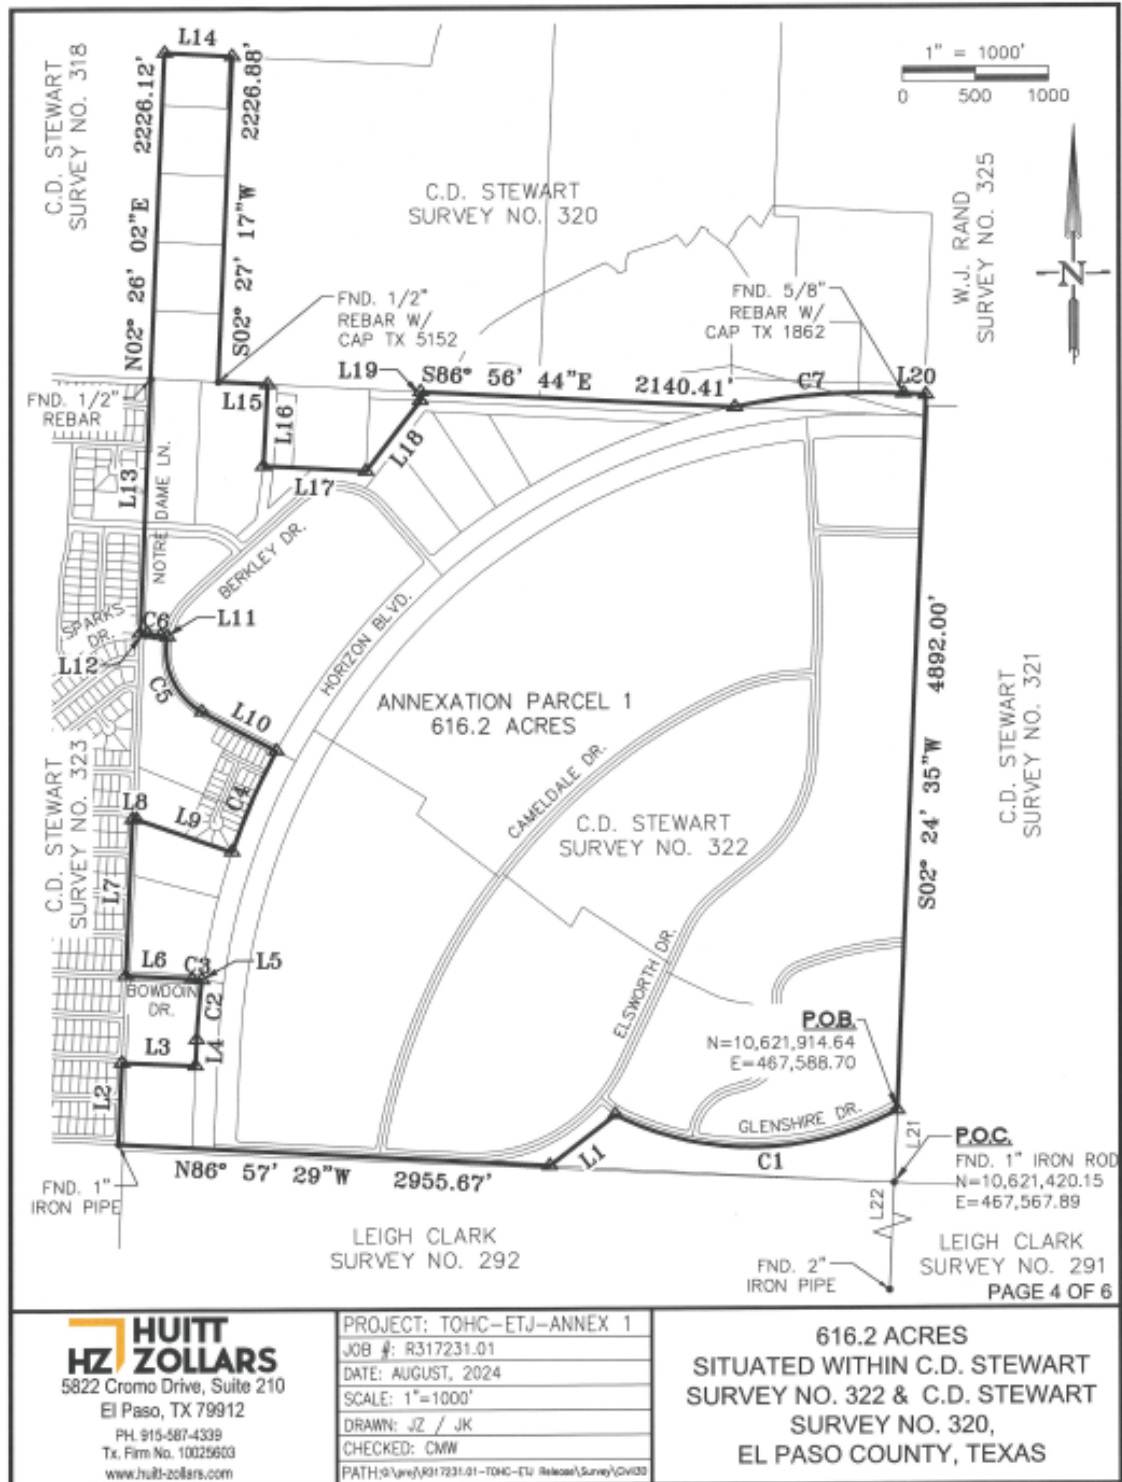 L14
1" = 1000'
0 500 1000
C.D. STEWART
SURVEY NO. 318
2226.12'
N02° 26' 02"E
2226.88'
S02° 27' 17"W
C.D. STEWART
SURVEY NO. 320
W.J. RAND
SURVEY NO. 325
N
FND. 1/2"
REBAR W/
CAP TX 5152
FND. 5/8"
REBAR W/
CAP TX 1862
L19
S86° 56' 44"E 2140.41'
C7
L20
FND. 1/2"
REBAR
L15
L16
L17
L18
L13
NOTRE DAME LN.
BERKLEY DR.
SPARKS
DR.
C6
L11
L12
C5
L10
HORIZON BLVD.
ANNEXATION PARCEL 1
616.2 ACRES
4892.00'
S02° 24' 35"W
C.D. STEWART
SURVEY NO. 321
C.D. STEWART
SURVEY NO. 323
L8
L9
C4
CAMELDALE DR.
C.D. STEWART
SURVEY NO. 322
L7
L6
C3
L5
BOWDOIN
DR.
C2
ELSWORTH DR.
L3
L4
L2
P.O.B.
N=10,621,914.64
E=467,588.70
GLENSHIRE DR.
L21
C1
L1
P.O.C.
FND. 1" IRON ROD
N=10,621,420.15
E=467,567.89
N86° 57' 29"W 2955.67'
FND. 1"
IRON PIPE
L22
LEIGH CLARK
SURVEY NO. 292
LEIGH CLARK
SURVEY NO. 291
FND. 2"
IRON PIPE
PAGE 4 OF 6
HZ HUITT
ZOLLARS
5822 Cromo Drive, Suite 210
El Paso, TX 79912
PH. 915-587-4339
Tx. Firm No. 10025603
www.huitt-zollars.com
PROJECT: TOHC-ETJ-ANNEX 1
JOB #: R317231.01
DATE: AUGUST, 2024
SCALE: 1"=1000'
DRAWN: JZ / JK
CHECKED: CMW
PATH:Q:\proj\R317231.01-TOHC-ETJ Release\Survey\Civil3D
616.2 ACRES
SITUATED WITHIN C.D. STEWART
SURVEY NO. 322 & C.D. STEWART
SURVEY NO. 320,
EL PASO COUNTY, TEXAS